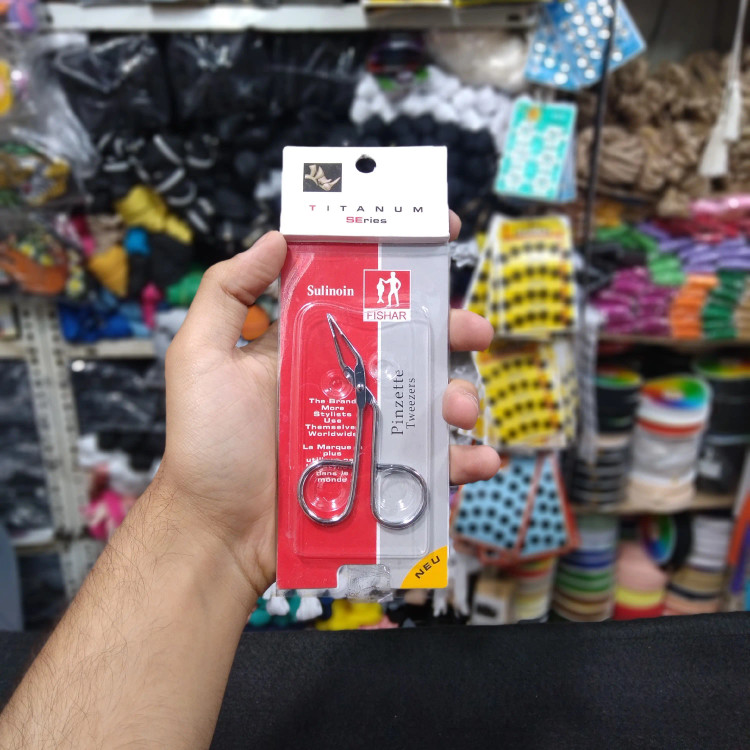 TITANUM
SEries
Sulinoin
FISHAR
Pinzette
Tweezers
The Brand
More
Stylists
Use
Themselve
Worldwide
La Marque
plus
dans le
monde
NEU